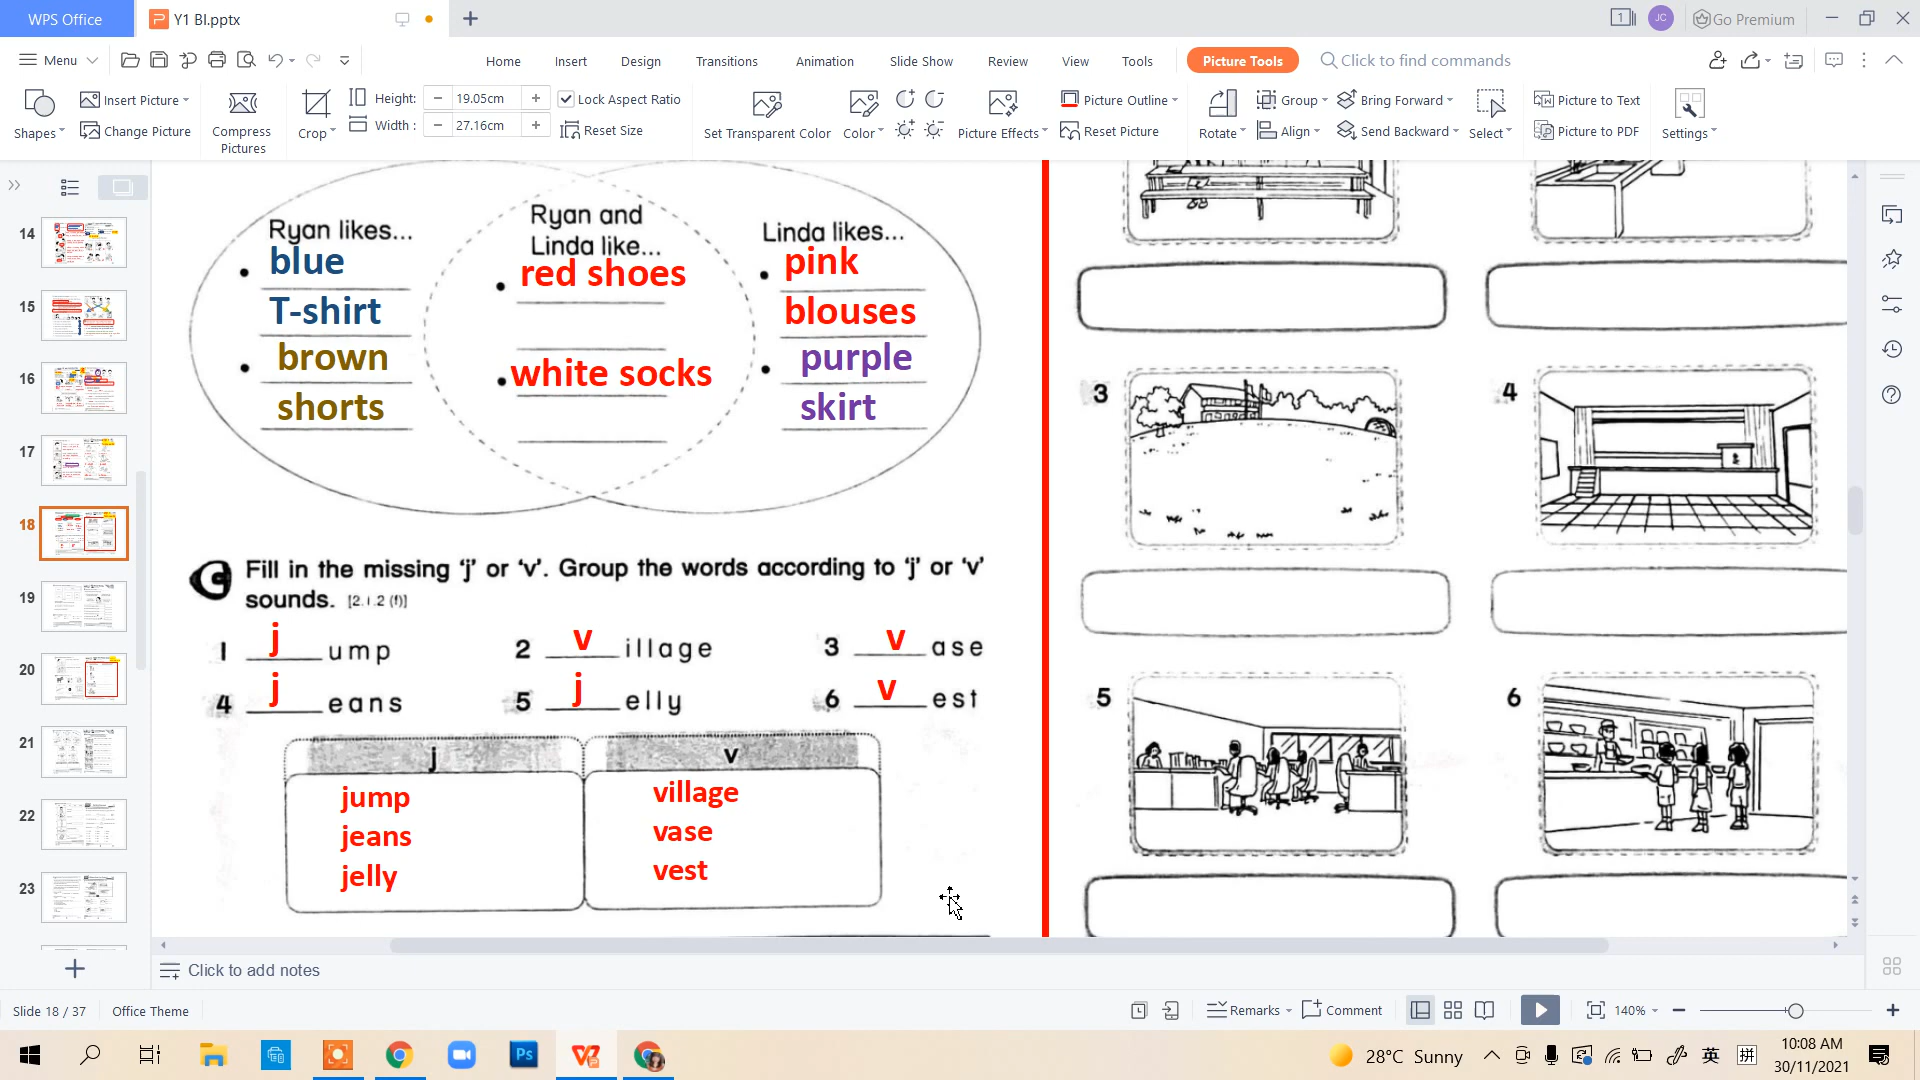 WPS Office
Y1 BI.pptx
1
JC
Go Premium
Menu
Home
Insert
Design
Transitions
Animation
Slide Show
Review
View
Tools
Picture Tools
Click to find commands
Shapes
Insert Picture
Change Picture
Compress Pictures
Crop
Height: 19.05cm
Width : 27.16cm
Lock Aspect Ratio
Reset Size
Set Transparent Color
Color
Picture Effects
Picture Outline
Reset Picture
Rotate
Group
Align
Bring Forward
Send Backward
Select
Picture to Text
Picture to PDF
Settings
14
15
16
17
18
19
20
21
22
23
Ryan likes...
blue
T-shirt
brown
shorts
Ryan and
Linda like...
red shoes
white socks
Linda likes...
pink
blouses
purple
skirt
C Fill in the missing ‘j’ or ‘v’. Group the words according to ‘j’ or ‘v’
sounds. [2.1.2 (f)]
1 j ump 2 v illage 3 v ase
4 j eans 5 j elly 6 v est
j v
jump village
jeans vase
jelly vest
3 4
5 6
Click to add notes
Slide 18 / 37
Office Theme
Remarks
Comment
140%
Ps
28°C Sunny
英
拼
10:08 AM
30/11/2021